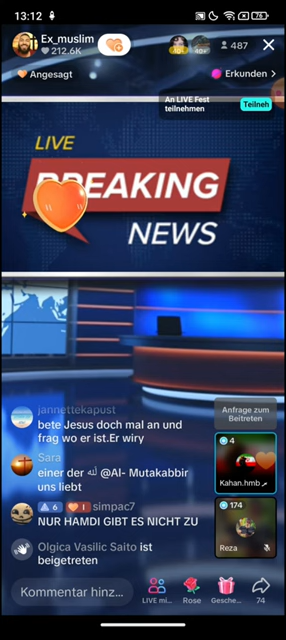 13:12
76
Ex_muslim
212.6K
40+
487
Angesagt
Erkunden
An LIVE Fest
teilnehmen
Teilneh
LIVE
BREAKING
NEWS
jannettekapust
bete Jesus doch mal an und
frag wo er ist.Er wiry
Sara
einer der الله @Al- Mutakabbir
uns liebt
6
1
simpac7
NUR HAMDI GIBT ES NICHT ZU
Olgica Vasilic Saito ist
beigetreten
Anfrage zum
Beitreten
4
Kahan.hmb
174
Reza
Kommentar hinz...
LIVE mi...
Rose
Gesche...
74